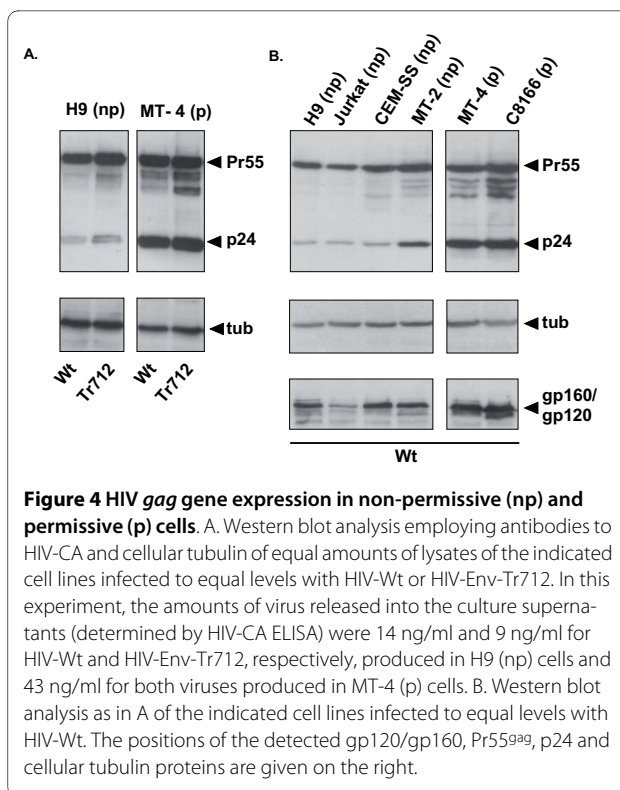 A.
H9 (np) MT- 4 (p)
Pr55
p24
tub
Wt Tr712 Wt Tr712
B.
H9 (np) Jurkat (np) CEM-SS (np) MT-2 (np) MT-4 (p) C8166 (p)
Pr55
p24
tub
gp160/
gp120
Wt
Figure 4 HIV gag gene expression in non-permissive (np) and
permissive (p) cells. A. Western blot analysis employing antibodies to
HIV-CA and cellular tubulin of equal amounts of lysates of the indicated
cell lines infected to equal levels with HIV-Wt or HIV-Env-Tr712. In this
experiment, the amounts of virus released into the culture superna-
tants (determined by HIV-CA ELISA) were 14 ng/ml and 9 ng/ml for
HIV-Wt and HIV-Env-Tr712, respectively, produced in H9 (np) cells and
43 ng/ml for both viruses produced in MT-4 (p) cells. B. Western blot
analysis as in A of the indicated cell lines infected to equal levels with
HIV-Wt. The positions of the detected gp120/gp160, Pr55gag, p24 and
cellular tubulin proteins are given on the right.